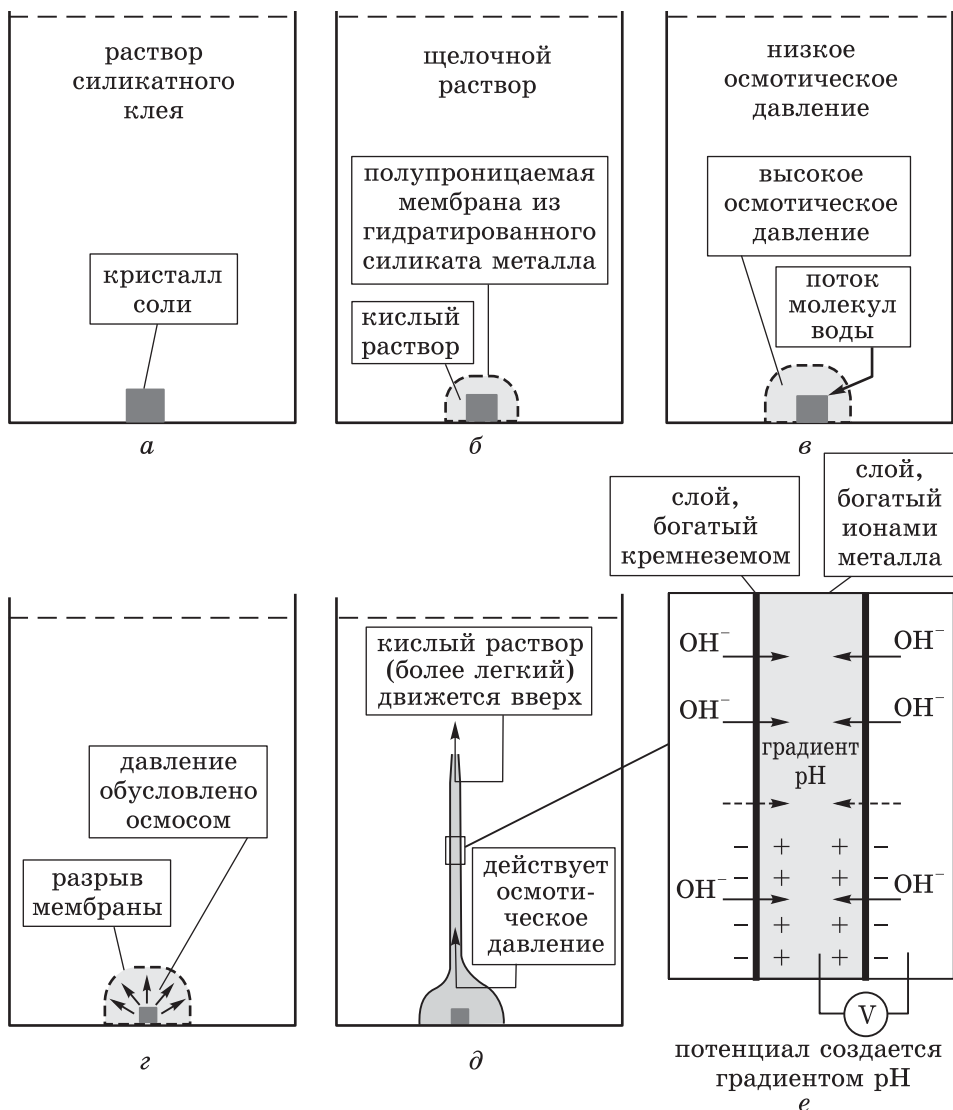 раствор
силикатного
клея
кристалл
соли
а
щелочной
раствор
полупроницаемая
мембрана из
гидратированного
силиката металла
кислый
раствор
б
низкое
осмотическое
давление
высокое
осмотическое
давление
поток
молекул
воды
в
давление
обусловлено
осмосом
разрыв
мембраны
г
кислый раствор
(более легкий)
движется вверх
действует
осмоти-
ческое
давление
д
слой,
богатый
кремнеземом
слой,
богатый
ионами
металла
OH⁻ OH⁻
OH⁻ OH⁻
градиент
pH
− + + −
− + + −
OH⁻ OH⁻
− + + −
− + + −
V
потенциал создается
градиентом pH
е